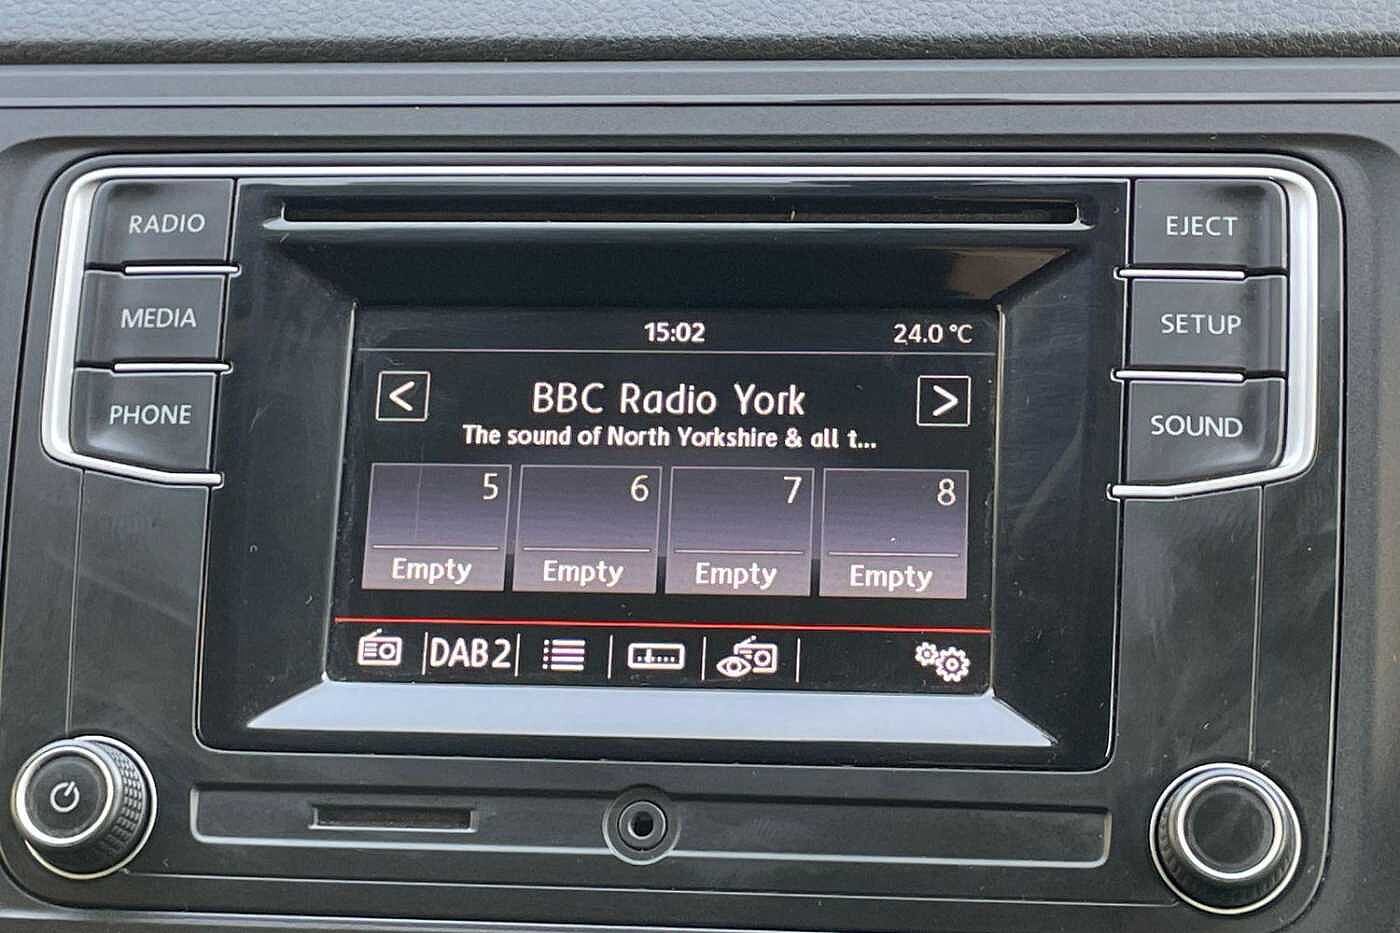 RADIO
MEDIA
PHONE
EJECT
SETUP
SOUND
15:02 24.0 °C
< BBC Radio York >
The sound of North Yorkshire & all t...
5 6 7 8
Empty Empty Empty Empty
DAB2